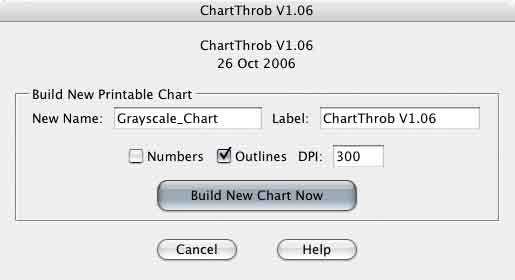 ChartThrob V1.06
ChartThrob V1.06
26 Oct 2006
Build New Printable Chart
New Name: Grayscale_Chart Label: ChartThrob V1.06
Numbers Outlines DPI: 300
Build New Chart Now
Cancel Help